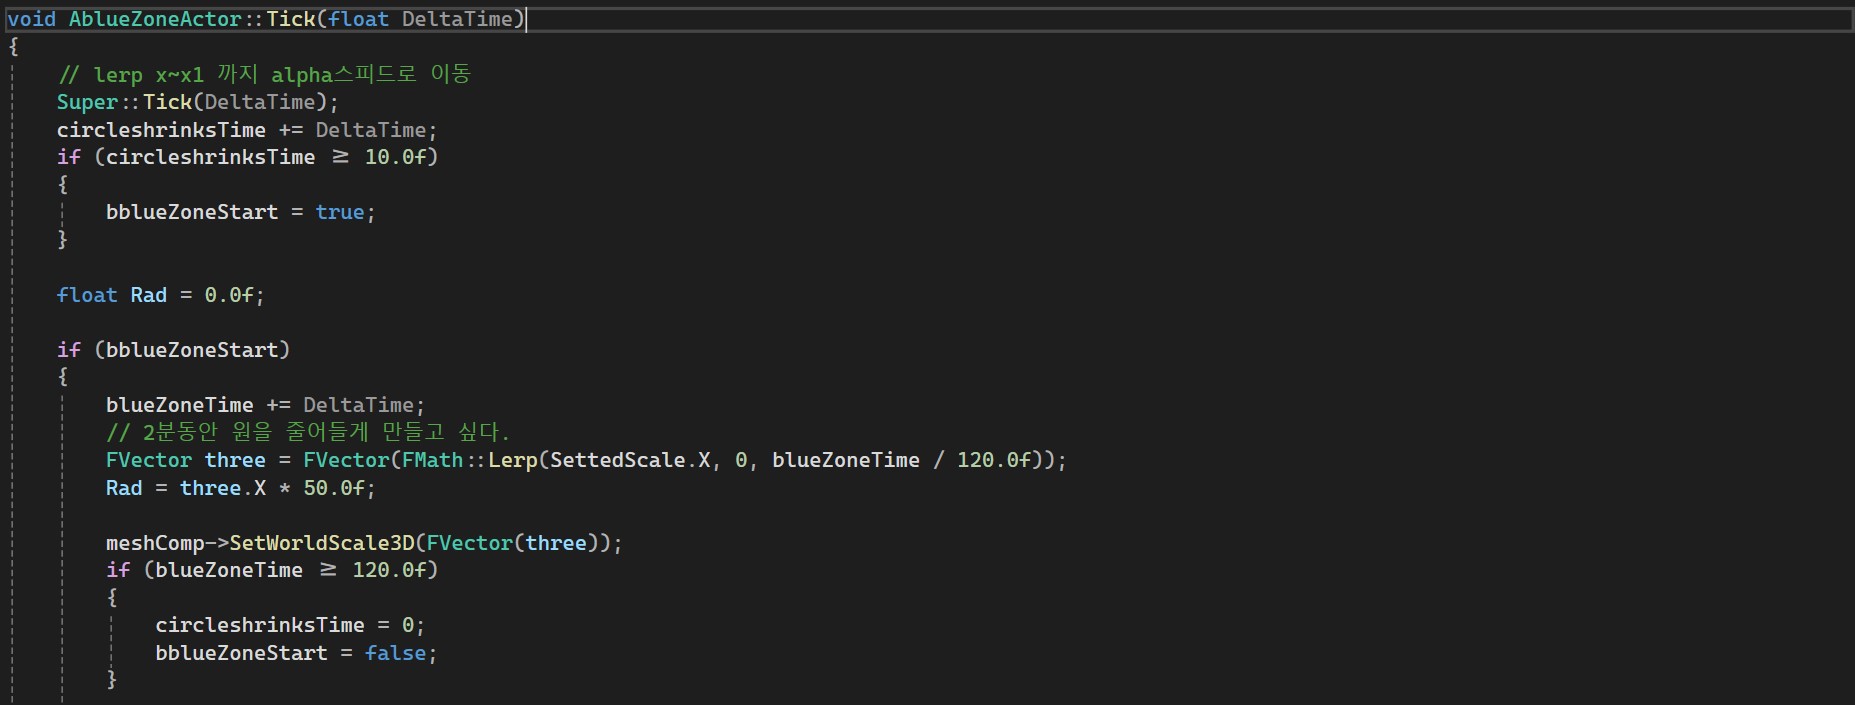 void AblueZoneActor::Tick(float DeltaTime)
{
// lerp x~x1 까지 alpha스피드로 이동
Super::Tick(DeltaTime);
circleshrinksTime += DeltaTime;
if (circleshrinksTime ≥ 10.0f)
{
bblueZoneStart = true;
}
float Rad = 0.0f;
if (bblueZoneStart)
{
blueZoneTime += DeltaTime;
// 2분동안 원을 줄어들게 만들고 싶다.
FVector three = FVector(FMath::Lerp(SettedScale.X, 0, blueZoneTime / 120.0f));
Rad = three.X * 50.0f;
meshComp->SetWorldScale3D(FVector(three));
if (blueZoneTime ≥ 120.0f)
{
circleshrinksTime = 0;
bblueZoneStart = false;
}